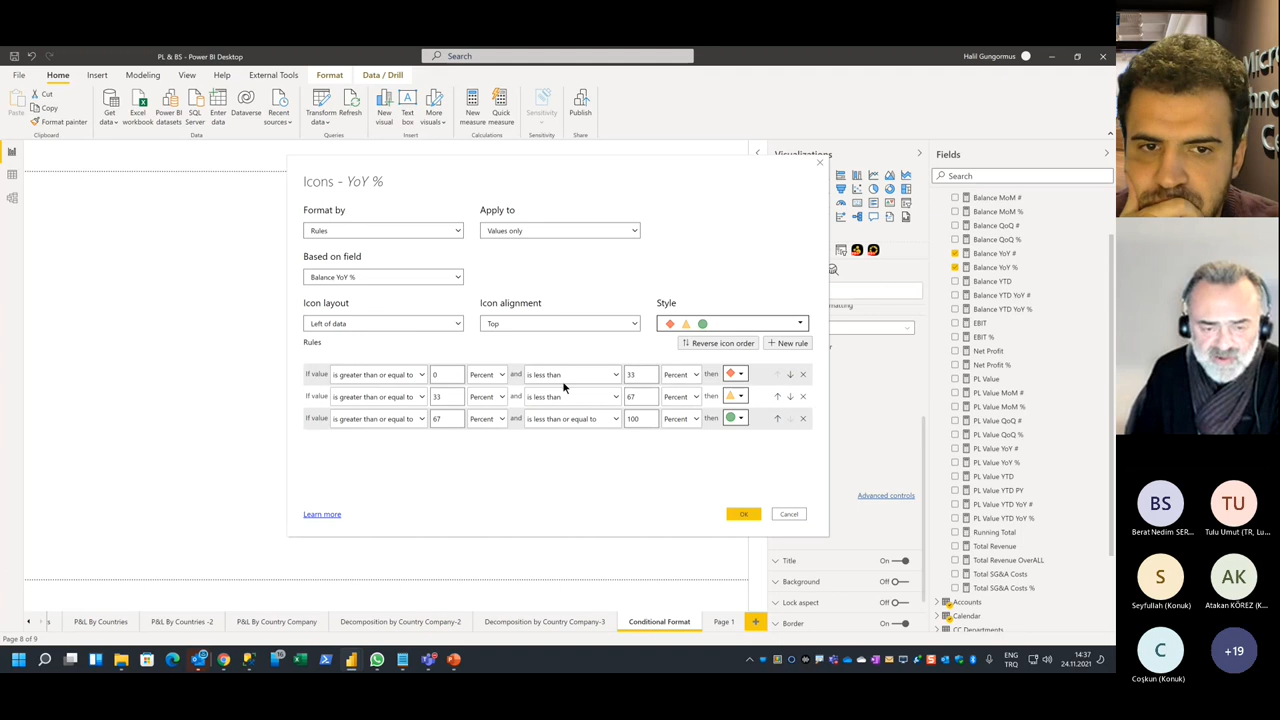 PL & BS - Power BI Desktop
Search
Halil Gungormus
File Home Insert Modeling View Help External Tools Format Data / Drill
Paste
Cut
Copy
Format painter
Get data
Excel workbook
Power BI datasets
SQL Server
Enter data
Dataverse
Recent sources
Transform data
Refresh
New visual
Text box
More visuals
New measure
Quick measure
Sensitivity
Publish
Clipboard
Data
Queries
Insert
Calculations
Sensitivity
Share
Icons - YoY %
Format by
Apply to
Rules
Values only
Based on field
Balance YoY %
Icon layout
Icon alignment
Style
Left of data
Top
Rules
Reverse icon order
New rule
If value is greater than or equal to 0 Percent and is less than 33 Percent then
If value is greater than or equal to 33 Percent and is less than 67 Percent then
If value is greater than or equal to 67 Percent and is less than or equal to 100 Percent then
Learn more
OK
Cancel
Visualizations
Advanced controls
Title On
Background Off
Lock aspect Off
Border On
Fields
Search
Balance MoM #
Balance MoM %
Balance QoQ #
Balance QoQ %
Balance YoY #
Balance YoY %
Balance YTD
Balance YTD YoY #
Balance YTD YoY %
EBIT
EBIT %
Net Profit
Net Profit %
PL Value
PL Value MoM #
PL Value MoM %
PL Value QoQ #
PL Value QoQ %
PL Value YoY #
PL Value YoY %
PL Value YTD
PL Value YTD PY
PL Value YTD YoY #
PL Value YTD YoY %
Running Total
Total Revenue
Total Revenue OverALL
Total SG&A Costs
Total SG&A Costs %
Accounts
Calendar
CC Departments
P&L By Countries
P&L By Countries -2
P&L By Country Company
Decomposition by Country Company-2
Decomposition by Country Company-3
Conditional Format
Page 1
Page 8 of 9
ENG
TRQ
14:37
24.11.2021
BS
Berat Nedim SER...
TU
Tulu Umut (TR, Lu...
S
Seyfullah (Konuk)
AK
Atakan KÖREZ (K...
C
Coşkun (Konuk)
+19